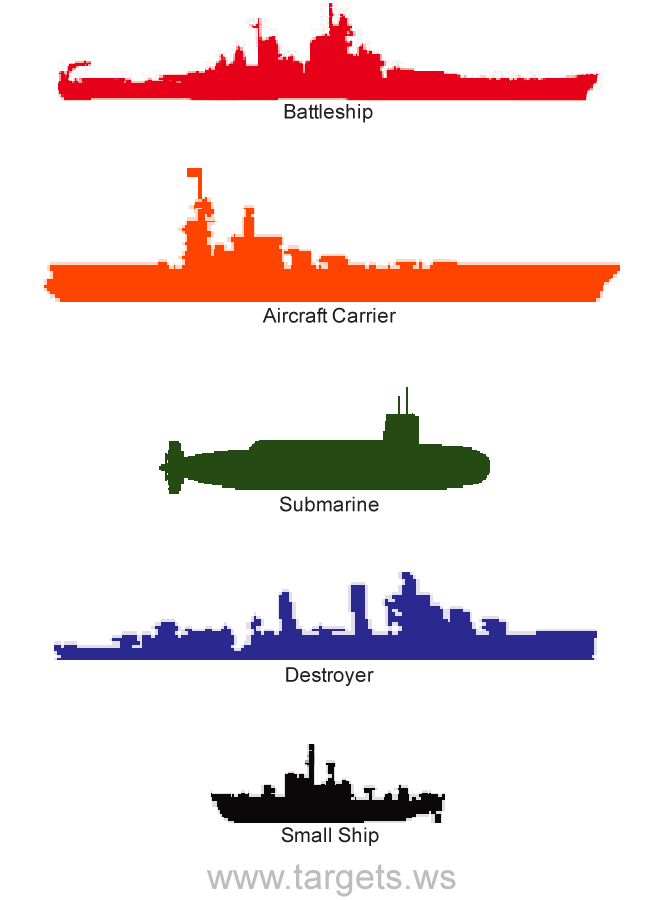 Battleship
Aircraft Carrier
Submarine
Destroyer
Small Ship
www.targets.ws